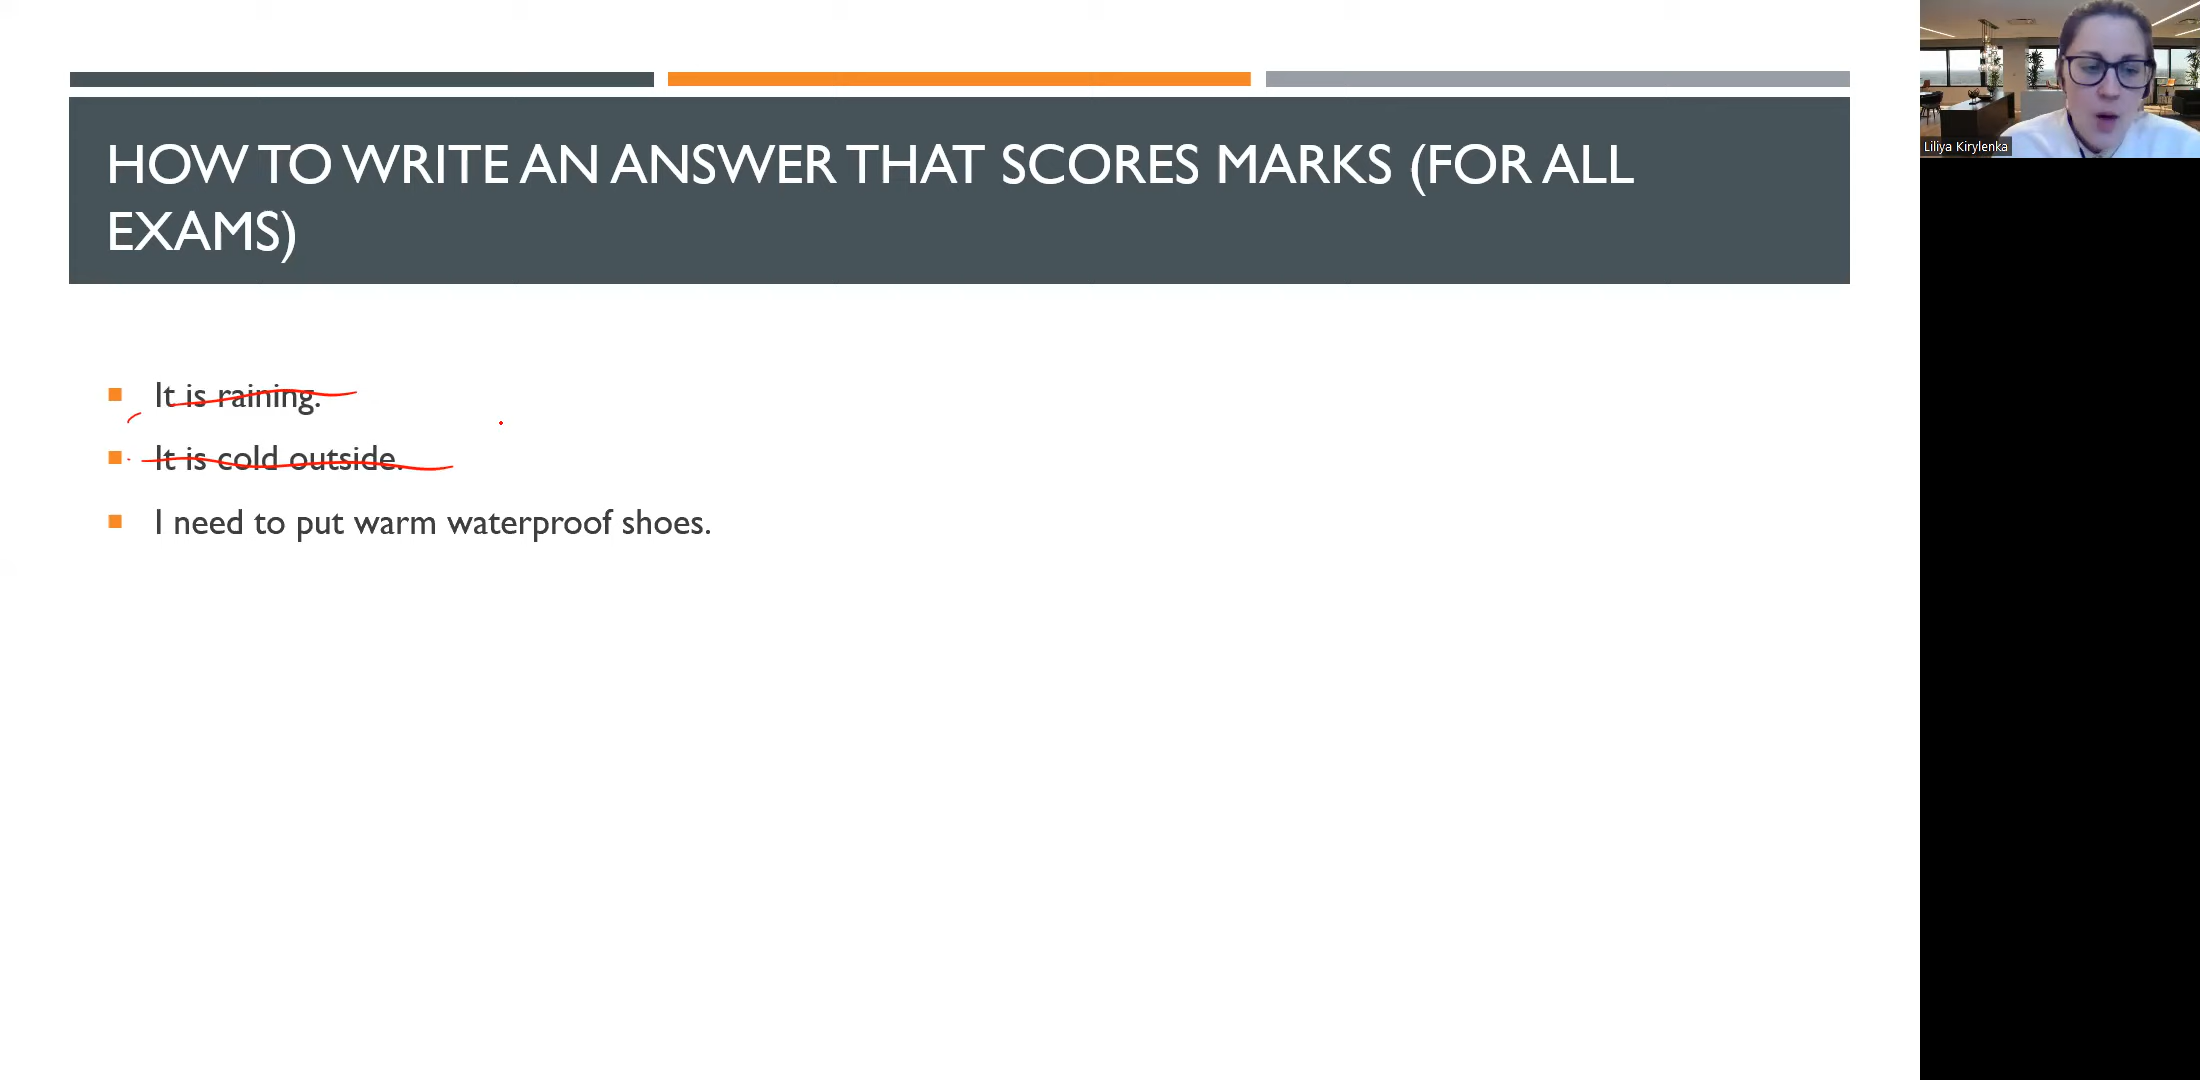 HOW TO WRITE AN ANSWER THAT SCORES MARKS (FOR ALL
EXAMS)
It is raining.
It is cold outside.
I need to put warm waterproof shoes.
Liliya Kirylenka